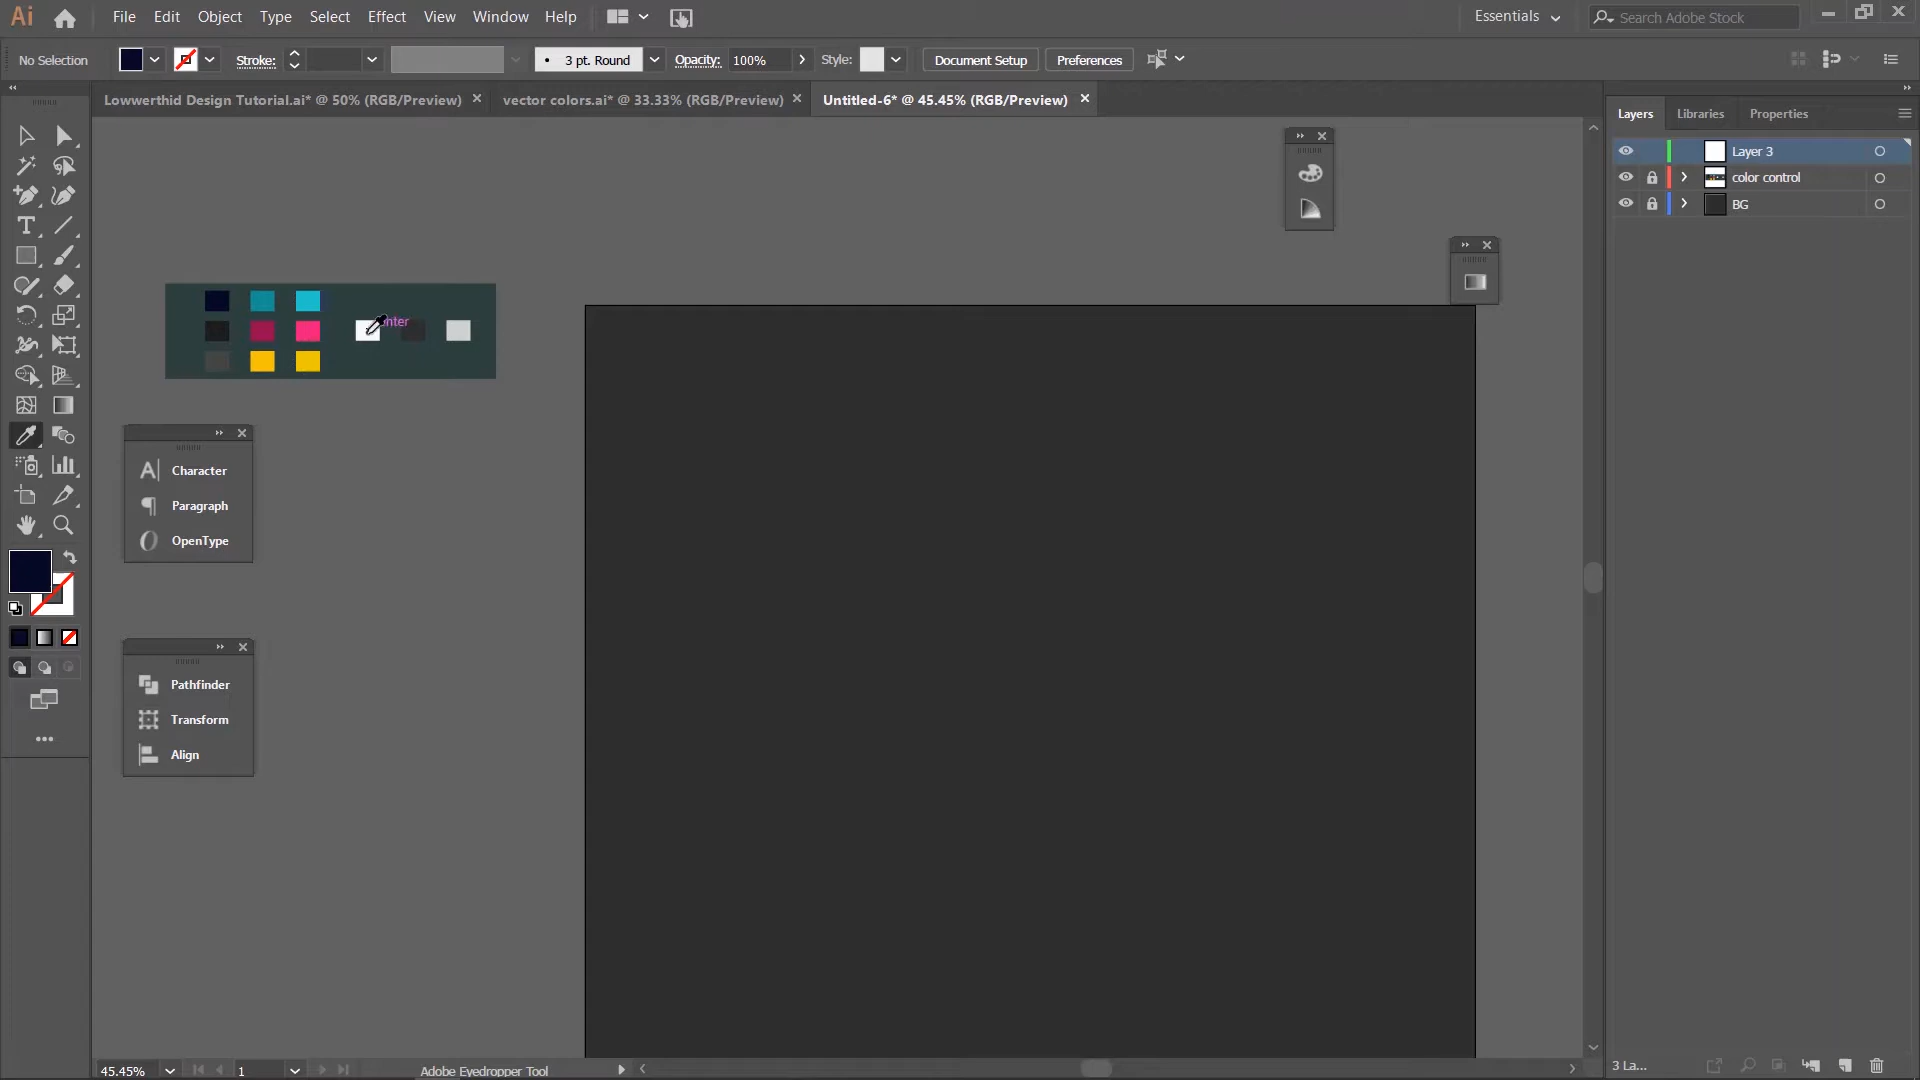 Ai File Edit Object Type Select Effect View Window Help Essentials Search Adobe Stock
No Selection Stroke: 3 pt. Round Opacity: 100% Style: Document Setup Preferences
Lowwerthid Design Tutorial.ai* @ 50% (RGB/Preview) vector colors.ai* @ 33.33% (RGB/Preview) Untitled-6* @ 45.45% (RGB/Preview)
Layers Libraries Properties
Layer 3
color control
BG
Character
Paragraph
OpenType
Pathfinder
Transform
Align
45.45% 1 Adobe Eyedropper Tool
3 La...